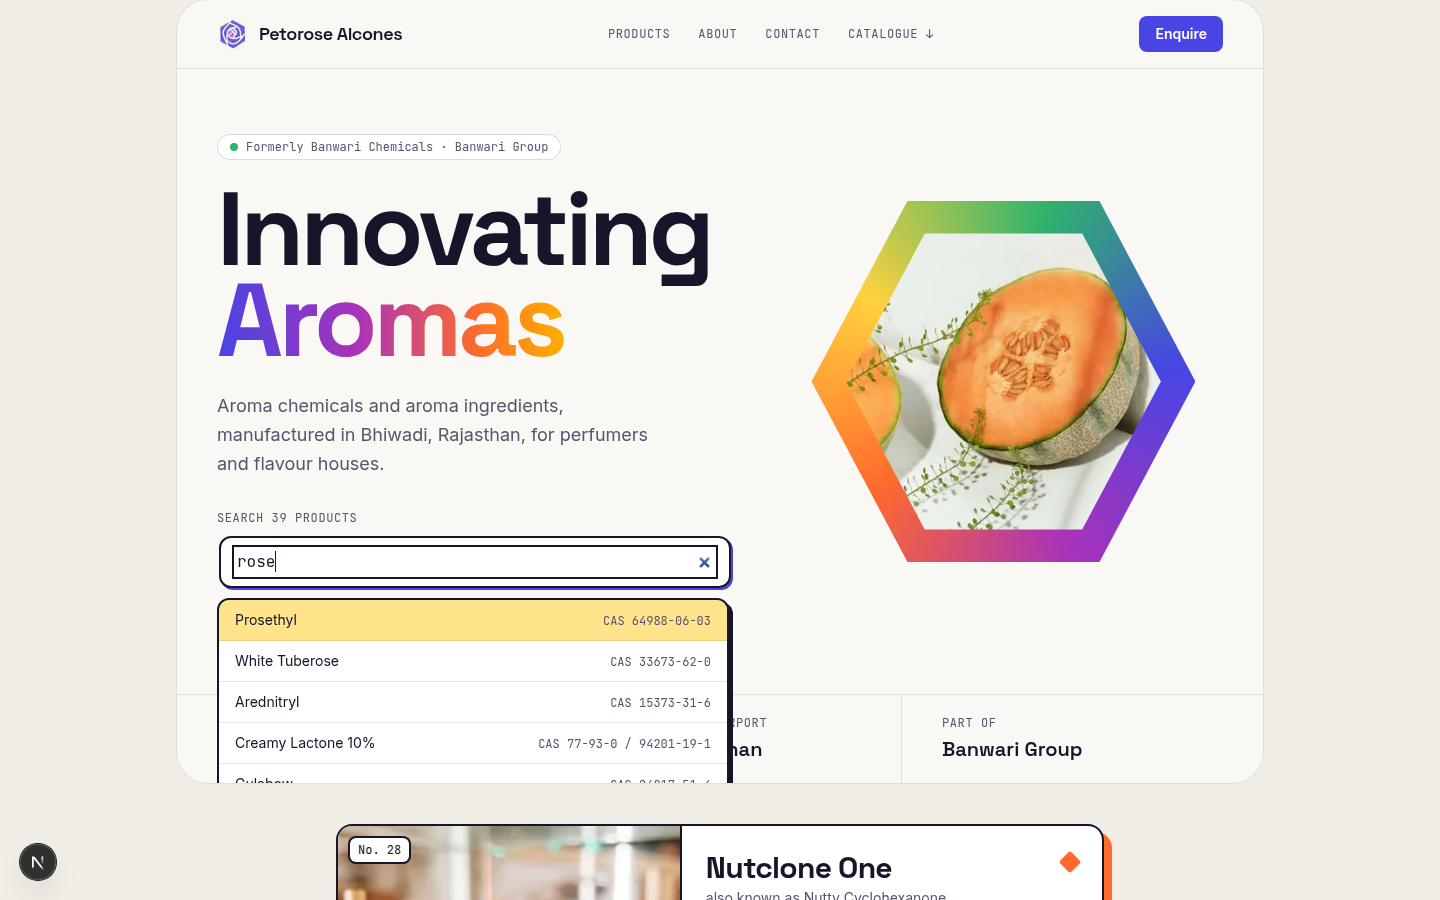 Petorose Alcones
PRODUCTS
ABOUT
CONTACT
CATALOGUE ↓
Enquire
Formerly Banwari Chemicals · Banwari Group
Innovating
Aromas
Aroma chemicals and aroma ingredients,
manufactured in Bhiwadi, Rajasthan, for perfumers
and flavour houses.
SEARCH 39 PRODUCTS
rose
Prosethyl CAS 64988-06-03
White Tuberose CAS 33673-62-0
Arednitryl CAS 15373-31-6
Creamy Lactone 10% CAS 77-93-0 / 94201-19-1
PART OF
Banwari Group
No. 28
Nutclone One
also known as Nutty Cyclohexanone
N